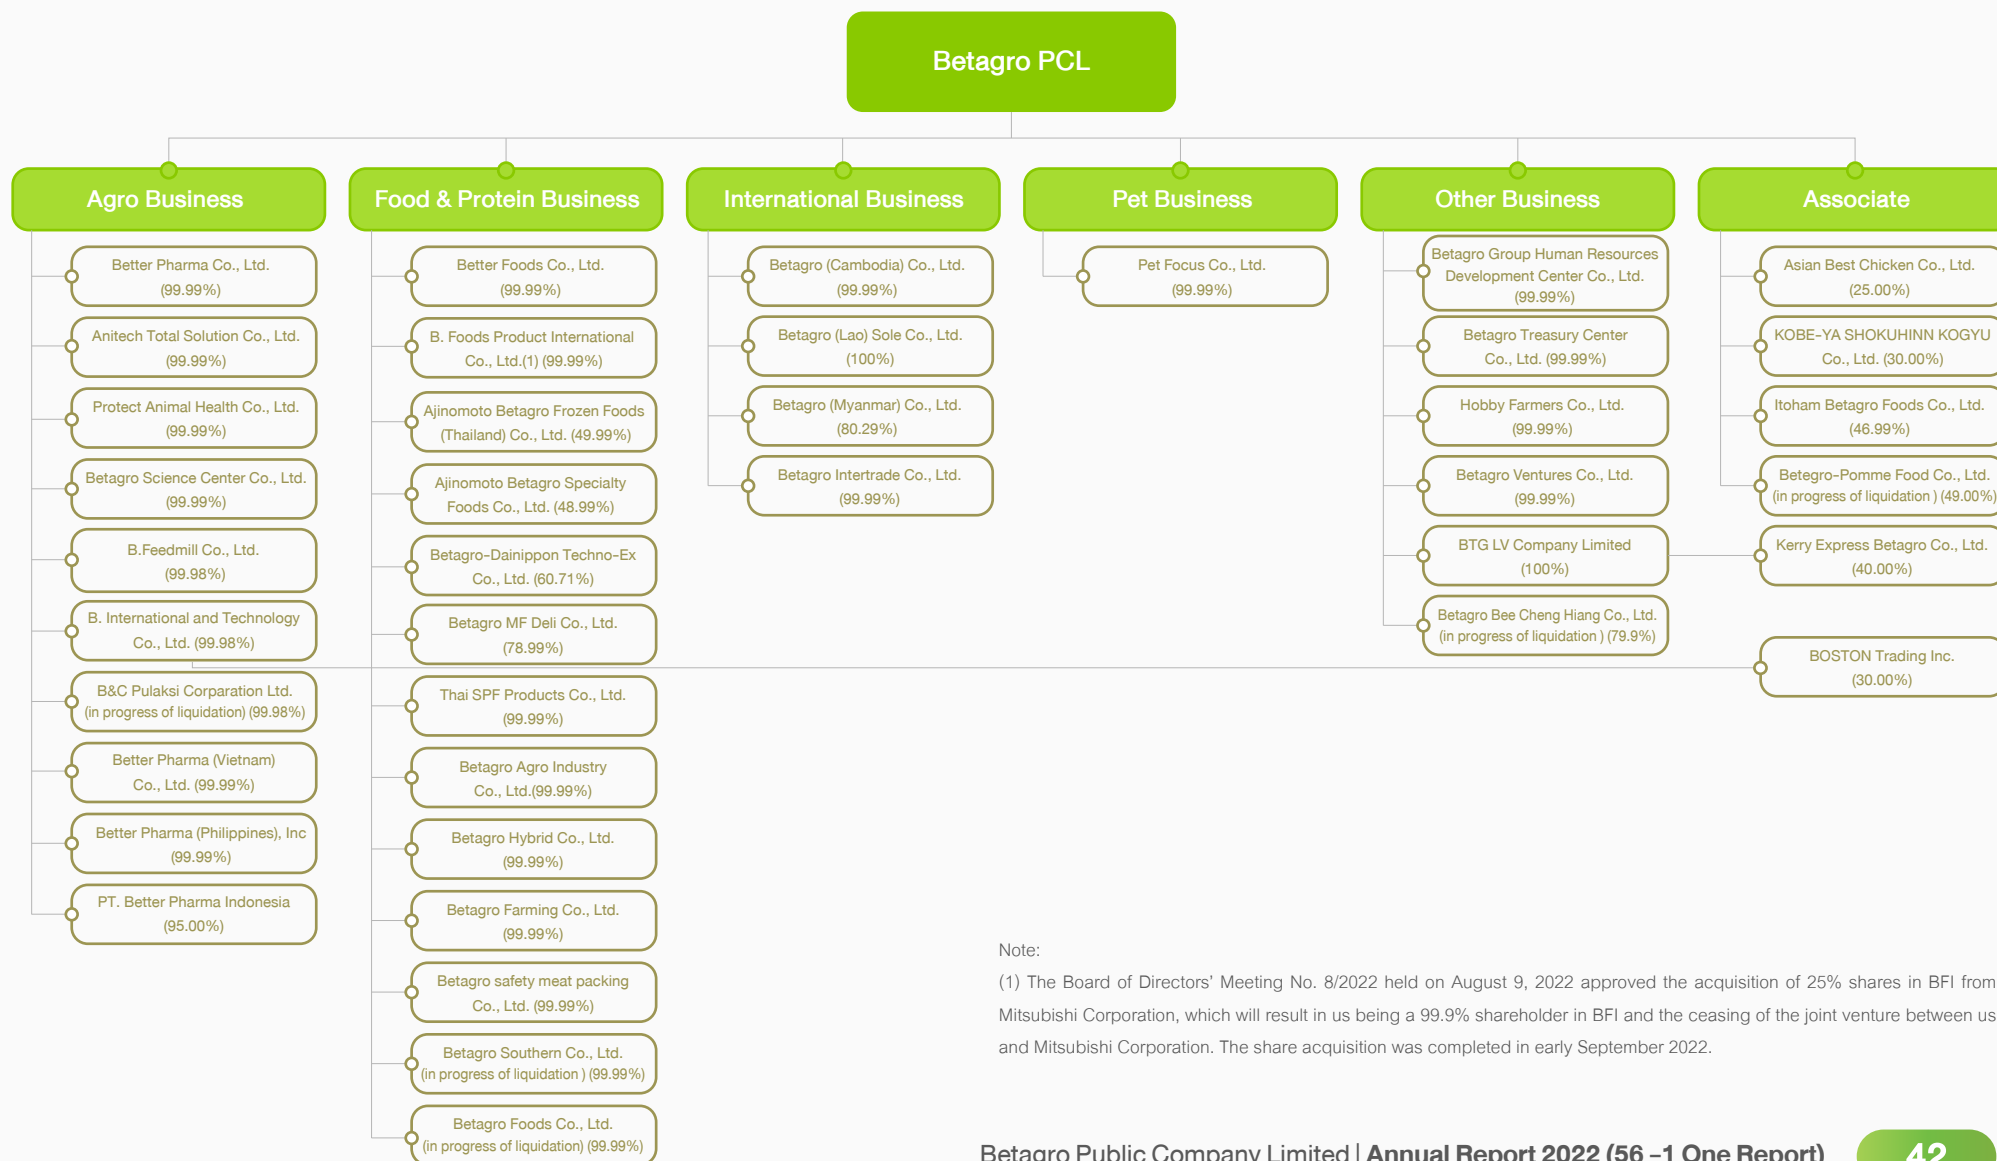 Betagro PCL
Agro Business
Better Pharma Co., Ltd.
(99.99%)
Anitech Total Solution Co., Ltd.
(99.99%)
Protect Animal Health Co., Ltd.
(99.99%)
Betagro Science Center Co., Ltd.
(99.99%)
B.Feedmill Co., Ltd.
(99.98%)
B. International and Technology
Co., Ltd. (99.98%)
B&C Pulaksi Corparation Ltd.
(in progress of liquidation) (99.98%)
Better Pharma (Vietnam)
Co., Ltd. (99.99%)
Better Pharma (Philippines), Inc
(99.99%)
PT. Better Pharma Indonesia
(95.00%)
Food & Protein Business
Better Foods Co., Ltd.
(99.99%)
B. Foods Product International
Co., Ltd.(1) (99.99%)
Ajinomoto Betagro Frozen Foods
(Thailand) Co., Ltd. (49.99%)
Ajinomoto Betagro Specialty
Foods Co., Ltd. (48.99%)
Betagro-Dainippon Techno-Ex
Co., Ltd. (60.71%)
Betagro MF Deli Co., Ltd.
(78.99%)
Thai SPF Products Co., Ltd.
(99.99%)
Betagro Agro Industry
Co., Ltd.(99.99%)
Betagro Hybrid Co., Ltd.
(99.99%)
Betagro Farming Co., Ltd.
(99.99%)
Betagro safety meat packing
Co., Ltd. (99.99%)
Betagro Southern Co., Ltd.
(in progress of liquidation ) (99.99%)
Betagro Foods Co., Ltd.
(in progress of liquidation) (99.99%)
International Business
Betagro (Cambodia) Co., Ltd.
(99.99%)
Betagro (Lao) Sole Co., Ltd.
(100%)
Betagro (Myanmar) Co., Ltd.
(80.29%)
Betagro Intertrade Co., Ltd.
(99.99%)
Pet Business
Pet Focus Co., Ltd.
(99.99%)
Other Business
Betagro Group Human Resources
Development Center Co., Ltd.
(99.99%)
Betagro Treasury Center
Co., Ltd. (99.99%)
Hobby Farmers Co., Ltd.
(99.99%)
Betagro Ventures Co., Ltd.
(99.99%)
BTG LV Company Limited
(100%)
Betagro Bee Cheng Hiang Co., Ltd.
(in progress of liquidation ) (79.9%)
Associate
Asian Best Chicken Co., Ltd.
(25.00%)
KOBE-YA SHOKUHINN KOGYU
Co., Ltd. (30.00%)
Itoham Betagro Foods Co., Ltd.
(46.99%)
Betegro-Pomme Food Co., Ltd.
(in progress of liquidation ) (49.00%)
Kerry Express Betagro Co., Ltd.
(40.00%)
BOSTON Trading Inc.
(30.00%)
Note:
(1) The Board of Directors' Meeting No. 8/2022 held on August 9, 2022 approved the acquisition of 25% shares in BFI from
Mitsubishi Corporation, which will result in us being a 99.9% shareholder in BFI and the ceasing of the joint venture between us
and Mitsubishi Corporation. The share acquisition was completed in early September 2022.
Betagro Public Company Limited | Annual Report 2022 (56 -1 One Report)
42